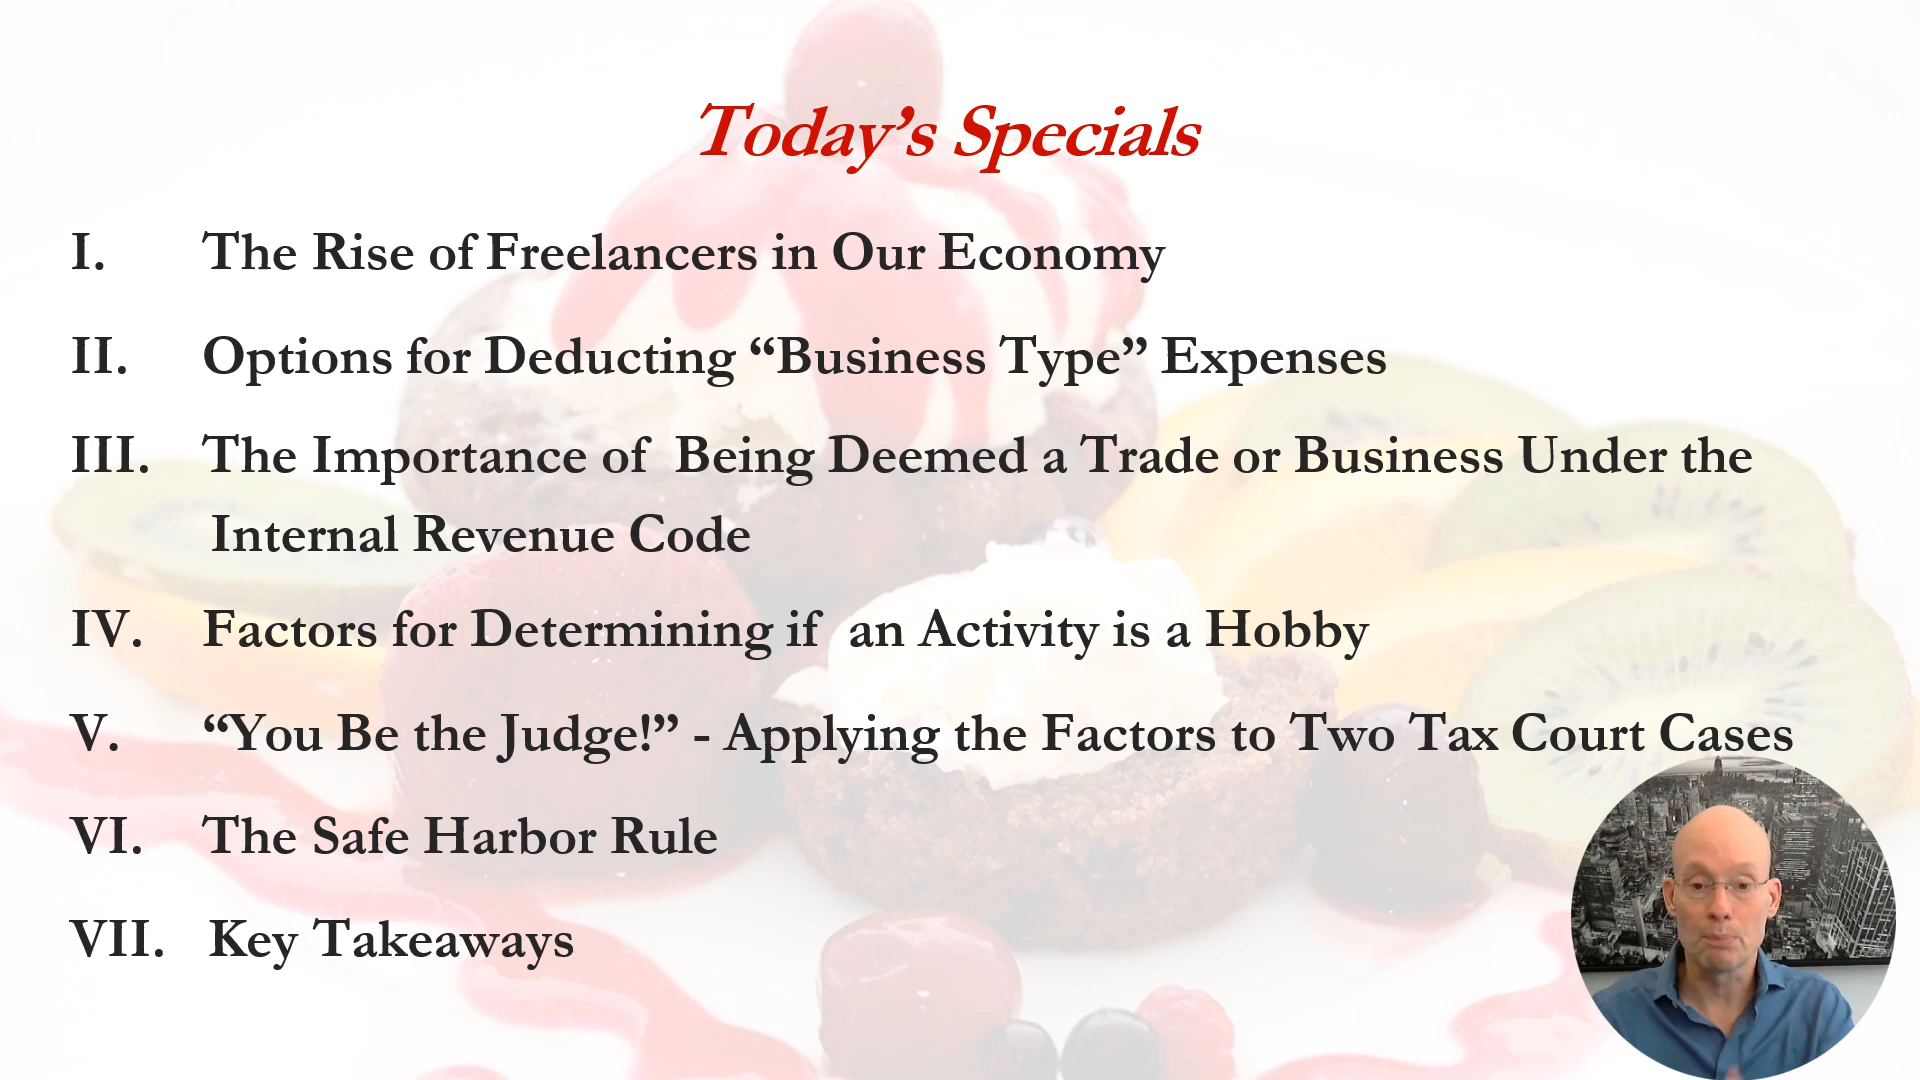 Today’s Specials
I. The Rise of Freelancers in Our Economy
II. Options for Deducting “Business Type” Expenses
III. The Importance of Being Deemed a Trade or Business Under the
Internal Revenue Code
IV. Factors for Determining if an Activity is a Hobby
V. “You Be the Judge!” - Applying the Factors to Two Tax Court Cases
VI. The Safe Harbor Rule
VII. Key Takeaways